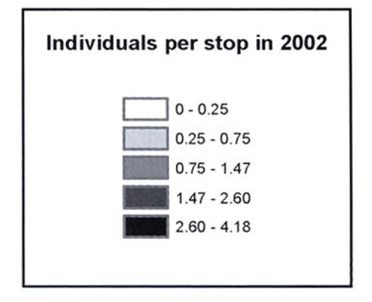 Individuals per stop in 2002
0 - 0.25
0.25 - 0.75
0.75 - 1.47
1.47 - 2.60
2.60 - 4.18